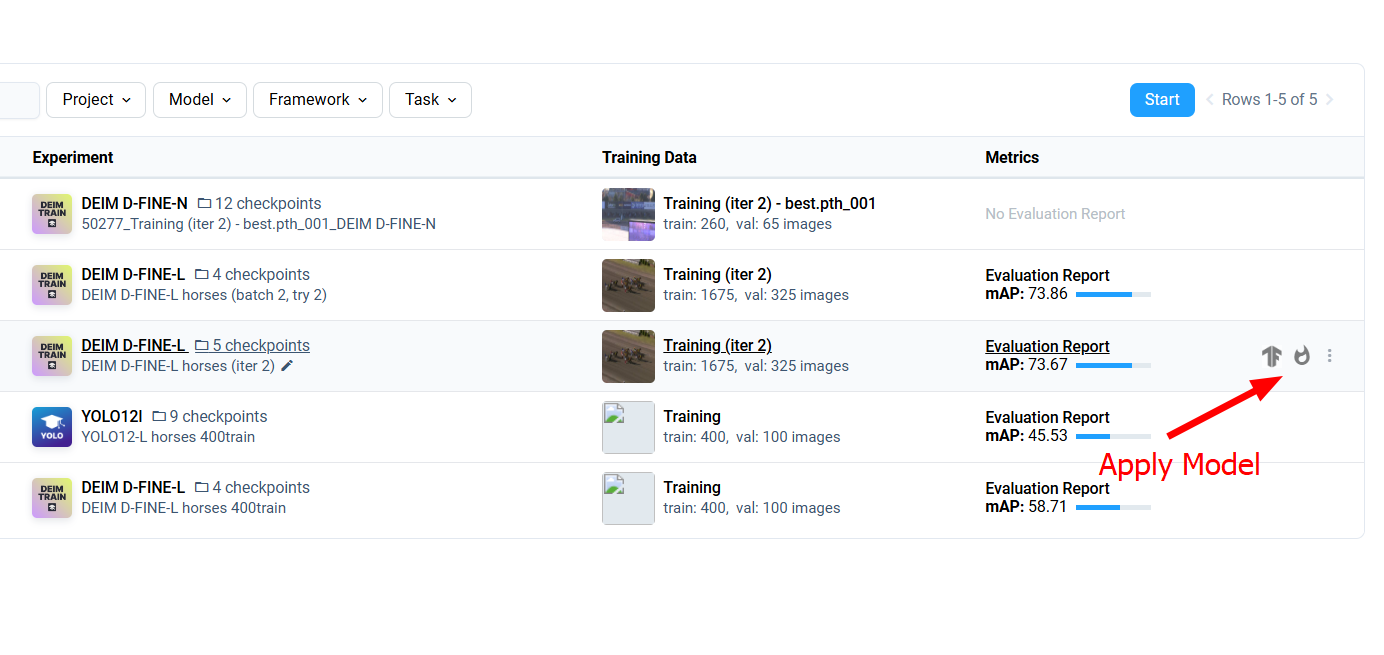 Project
Model
Framework
Task
Start
Rows 1-5 of 5
Experiment
Training Data
Metrics
DEIM
TRAIN
DEIM D-FINE-N 12 checkpoints
50277_Training (iter 2) - best.pth_001_DEIM D-FINE-N
Training (iter 2) - best.pth_001
train: 260, val: 65 images
No Evaluation Report
DEIM
TRAIN
DEIM D-FINE-L 4 checkpoints
DEIM D-FINE-L horses (batch 2, try 2)
Training (iter 2)
train: 1675, val: 325 images
Evaluation Report
mAP: 73.86
DEIM
TRAIN
DEIM D-FINE-L 5 checkpoints
DEIM D-FINE-L horses (iter 2)
Training (iter 2)
train: 1675, val: 325 images
Evaluation Report
mAP: 73.67
YOLO
YOLO12l 9 checkpoints
YOLO12-L horses 400train
Training
train: 400, val: 100 images
Evaluation Report
mAP: 45.53
Apply Model
DEIM
TRAIN
DEIM D-FINE-L 4 checkpoints
DEIM D-FINE-L horses 400train
Training
train: 400, val: 100 images
Evaluation Report
mAP: 58.71